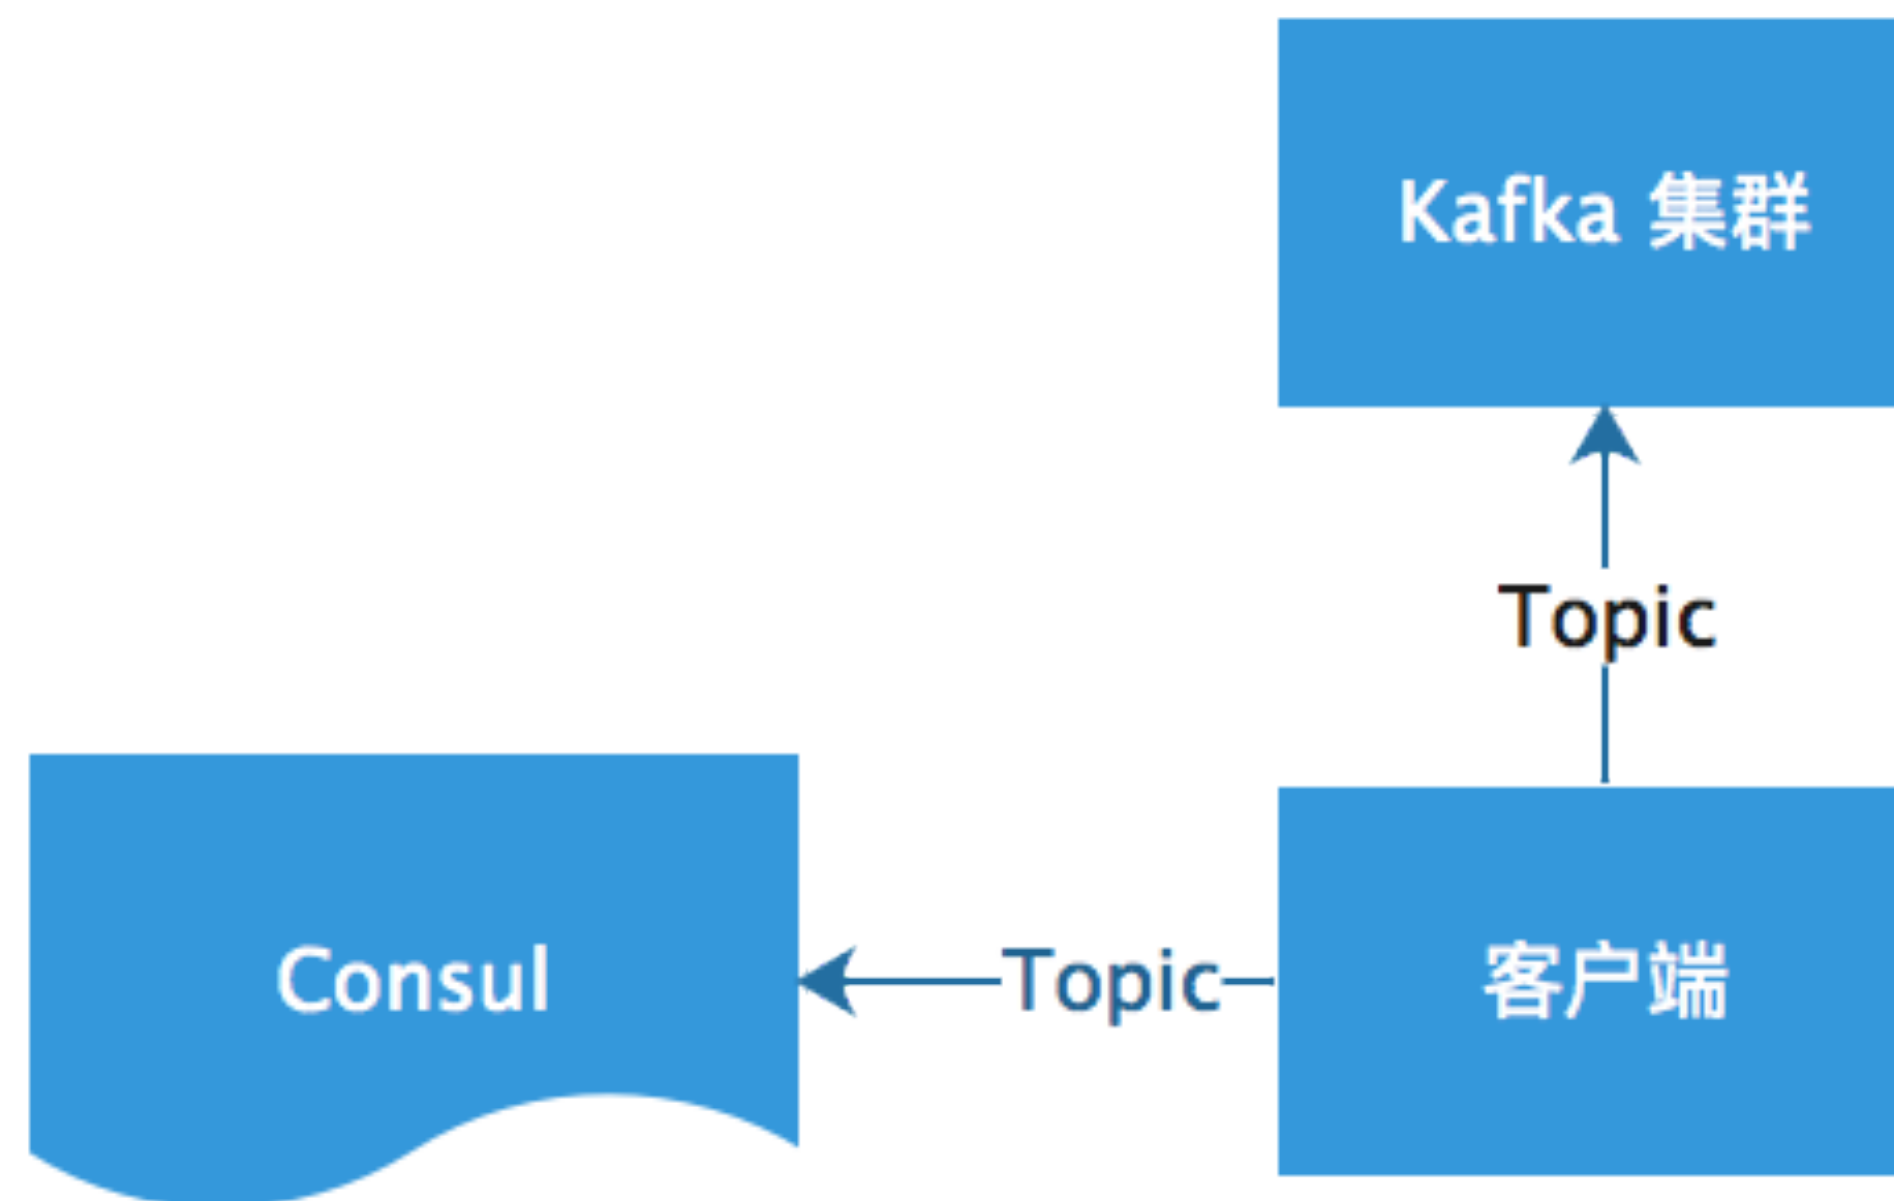 Kafka 集群
Topic
Consul
Topic
客户端